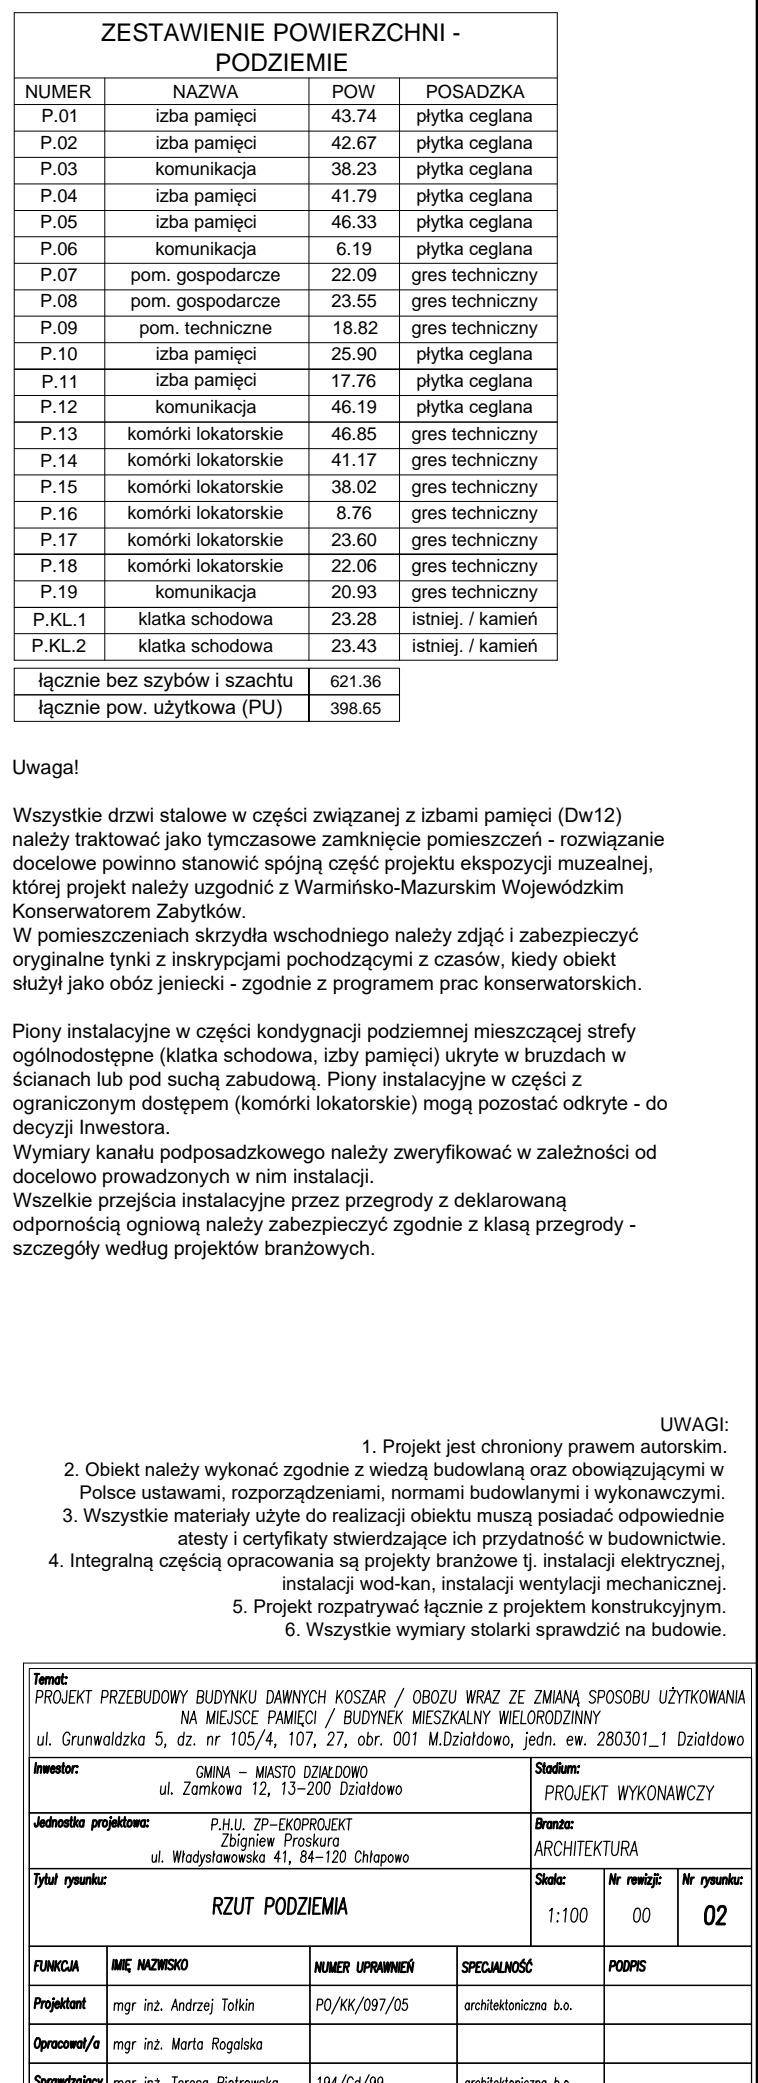 ZESTAWIENIE POWIERZCHNI -
PODZIEMIE
NUMER NAZWA POW POSADZKA
P.01 izba pamięci 43.74 płytka ceglana
P.02 izba pamięci 42.67 płytka ceglana
P.03 komunikacja 38.23 płytka ceglana
P.04 izba pamięci 41.79 płytka ceglana
P.05 izba pamięci 46.33 płytka ceglana
P.06 komunikacja 6.19 płytka ceglana
P.07 pom. gospodarcze 22.09 gres techniczny
P.08 pom. gospodarcze 23.55 gres techniczny
P.09 pom. techniczne 18.82 gres techniczny
P.10 izba pamięci 25.90 płytka ceglana
P.11 izba pamięci 17.76 płytka ceglana
P.12 komunikacja 46.19 płytka ceglana
P.13 komórki lokatorskie 46.85 gres techniczny
P.14 komórki lokatorskie 41.17 gres techniczny
P.15 komórki lokatorskie 38.02 gres techniczny
P.16 komórki lokatorskie 8.76 gres techniczny
P.17 komórki lokatorskie 23.60 gres techniczny
P.18 komórki lokatorskie 22.06 gres techniczny
P.19 komunikacja 20.93 gres techniczny
P.KL.1 klatka schodowa 23.28 istniej. / kamień
P.KL.2 klatka schodowa 23.43 istniej. / kamień
łącznie bez szybów i szachtu 621.36
łącznie pow. użytkowa (PU) 398.65
Uwaga!
Wszystkie drzwi stalowe w części związanej z izbami pamięci (Dw12)
należy traktować jako tymczasowe zamknięcie pomieszczeń - rozwiązanie
docelowe powinno stanowić spójną część projektu ekspozycji muzealnej,
której projekt należy uzgodnić z Warmińsko-Mazurskim Wojewódzkim
Konserwatorem Zabytków.
W pomieszczeniach skrzydła wschodniego należy zdjąć i zabezpieczyć
oryginalne tynki z inskrypcjami pochodzącymi z czasów, kiedy obiekt
służył jako obóz jeniecki - zgodnie z programem prac konserwatorskich.
Piony instalacyjne w części kondygnacji podziemnej mieszczącej strefy
ogólnodostępne (klatka schodowa, izby pamięci) ukryte w bruzdach w
ścianach lub pod suchą zabudową. Piony instalacyjne w części z
ograniczonym dostępem (komórki lokatorskie) mogą pozostać odkryte - do
decyzji Inwestora.
Wymiary kanału podposadzkowego należy zweryfikować w zależności od
docelowo prowadzonych w nim instalacji.
Wszelkie przejścia instalacyjne przez przegrody z deklarowaną
odpornością ogniową należy zabezpieczyć zgodnie z klasą przegrody -
szczegóły według projektów branżowych.
UWAGI:
1. Projekt jest chroniony prawem autorskim.
2. Obiekt należy wykonać zgodnie z wiedzą budowlaną oraz obowiązującymi w
Polsce ustawami, rozporządzeniami, normami budowlanymi i wykonawczymi.
3. Wszystkie materiały użyte do realizacji obiektu muszą posiadać odpowiednie
atesty i certyfikaty stwierdzające ich przydatność w budownictwie.
4. Integralną częścią opracowania są projekty branżowe tj. instalacji elektrycznej,
instalacji wod-kan, instalacji wentylacji mechanicznej.
5. Projekt rozpatrywać łącznie z projektem konstrukcyjnym.
6. Wszystkie wymiary stolarki sprawdzić na budowie.
Temat:
PROJEKT PRZEBUDOWY BUDYNKU DAWNYCH KOSZAR / OBOZU WRAZ ZE ZMIANĄ SPOSOBU UŻYTKOWANIA
NA MIEJSCE PAMIĘCI / BUDYNEK MIESZKALNY WIELORODZINNY
ul. Grunwaldzka 5, dz. nr 105/4, 107, 27, obr. 001 M.Działdowo, jedn. ew. 280301_1 Działdowo
Inwestor: Stadium:
GMINA – MIASTO DZIAŁDOWO
ul. Zamkowa 12, 13-200 Działdowo PROJEKT WYKONAWCZY
Jednostka projektowa: P.H.U. ZP-EKOPROJEKT Branża:
Zbigniew Proskura ARCHITEKTURA
ul. Władysławowska 41, 84-120 Chłapowo
Tytuł rysunku: Skala: Nr rewizji: Nr rysunku:
RZUT PODZIEMIA 1:100 00 02
FUNKCJA IMIĘ NAZWISKO NUMER UPRAWNIEŃ SPECJALNOŚĆ PODPIS
Projektant mgr inż. Andrzej Tołkin PO/KK/097/05 architektoniczna b.o.
Opracował/a mgr inż. Marta Rogalska
Sprawdzający mgr inż. Teresa Piotrowska 194/Gd/99 architektoniczna b.o.